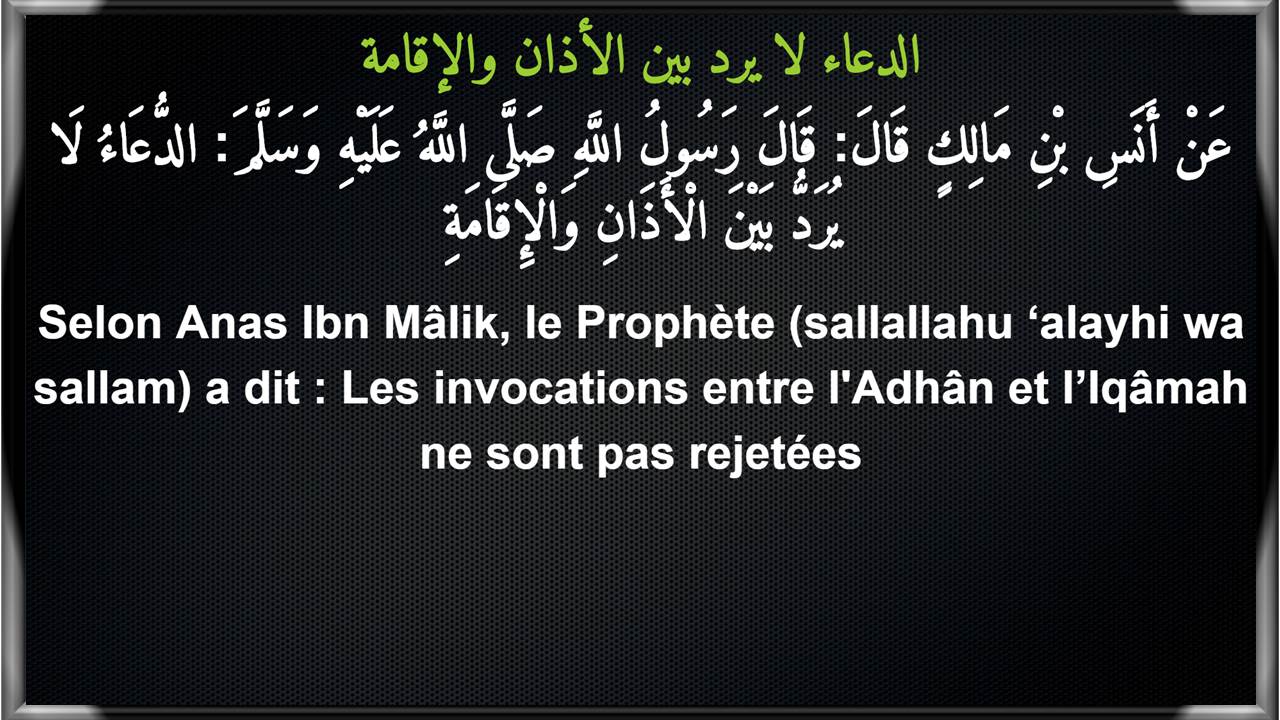 الدعاء لا يرد بين الأذان والإقامة
عَنْ أَنَسِ بْنِ مَالِكٍ قَالَ: قَالَ رَسُولُ اللَّهِ صَلَّى اللَّهُ عَلَيْهِ وَسَلَّمَ: الدُّعَاءُ لَا
يُرَدُّ بَيْنَ الْأَذَانِ وَالْإِقَامَةِ
Selon Anas Ibn Mâlik, le Prophète (sallallahu ‘alayhi wa
sallam) a dit : Les invocations entre l'Adhân et l’Iqâmah
ne sont pas rejetées